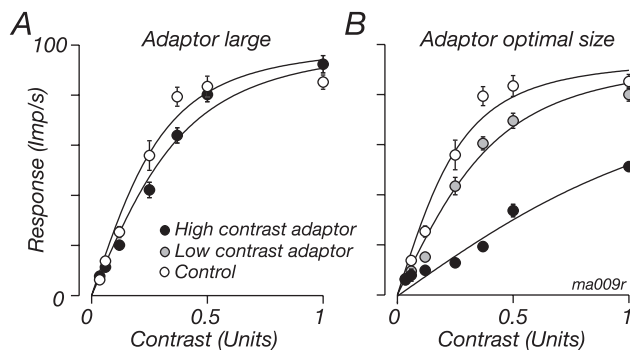 A Adaptor large
B Adaptor optimal size
100
Response (Imp/s)
High contrast adaptor
Low contrast adaptor
Control
0
ma009r
0 0.5 1
0 0.5 1
Contrast (Units)
Contrast (Units)